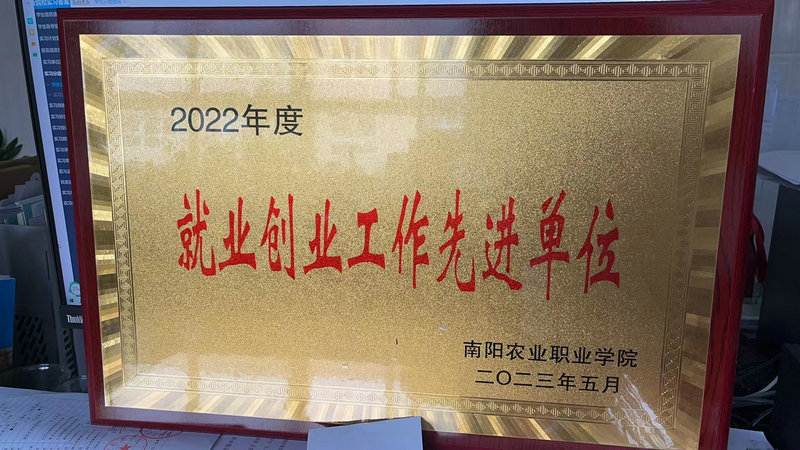 2022年度
就业创业工作先进单位
南阳农业职业学院
二〇二三年五月